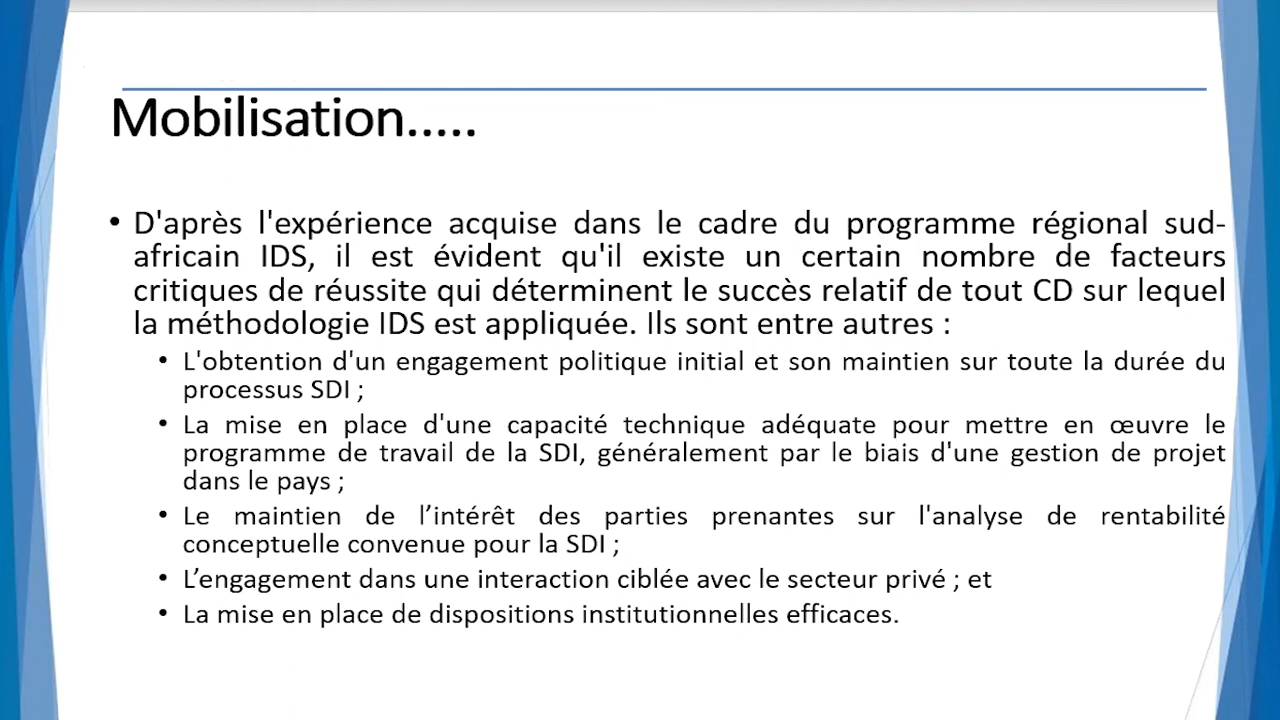 Mobilisation.....
• D'après l'expérience acquise dans le cadre du programme régional sud-
africain IDS, il est évident qu'il existe un certain nombre de facteurs
critiques de réussite qui déterminent le succès relatif de tout CD sur lequel
la méthodologie IDS est appliquée. Ils sont entre autres :
• L'obtention d'un engagement politique initial et son maintien sur toute la durée du
processus SDI ;
• La mise en place d'une capacité technique adéquate pour mettre en œuvre le
programme de travail de la SDI, généralement par le biais d'une gestion de projet
dans le pays ;
• Le maintien de l’intérêt des parties prenantes sur l'analyse de rentabilité
conceptuelle convenue pour la SDI ;
• L’engagement dans une interaction ciblée avec le secteur privé ; et
• La mise en place de dispositions institutionnelles efficaces.